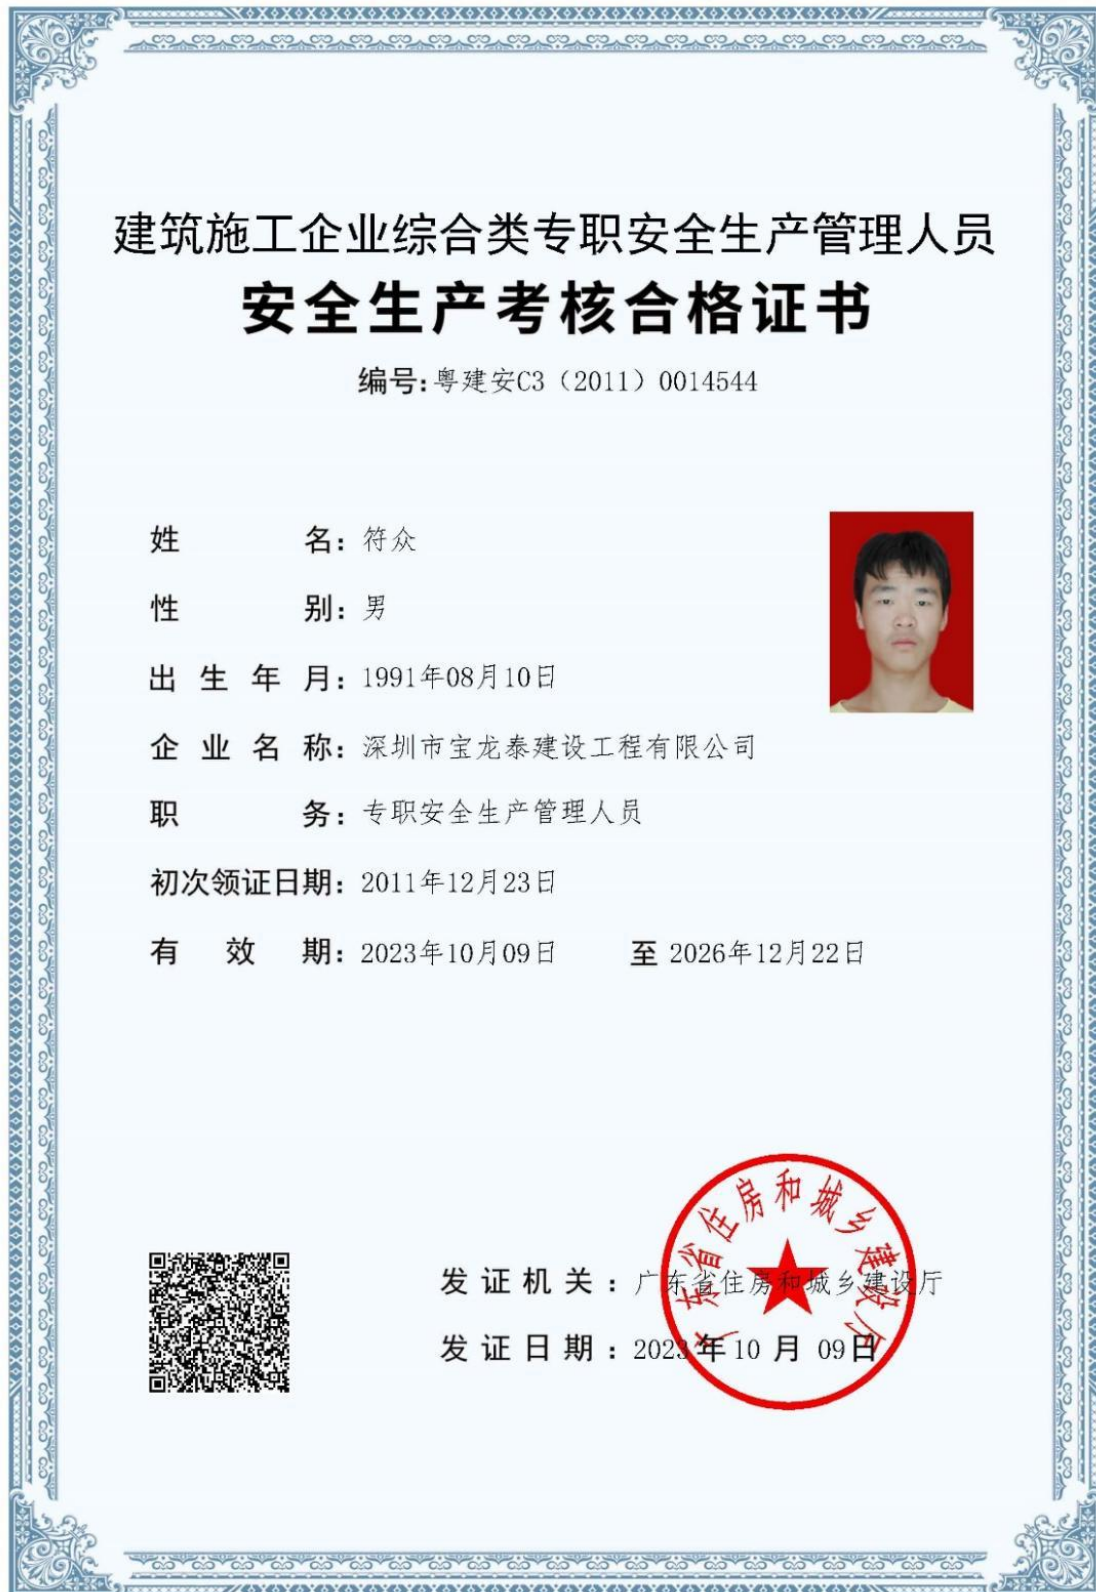 建筑施工企业综合类专职安全生产管理人员
安全生产考核合格证书
编号:粤建安C3（2011）0014544
姓名：符众
性别：男
出生年月：1991年08月10日
企业名称：深圳市宝龙泰建设工程有限公司
职务：专职安全生产管理人员
初次领证日期：2011年12月23日
有效期：2023年10月09日 至 2026年12月22日
广东省住房和城乡建设厅
发证机关：广东省住房和城乡建设厅
发证日期：2023年10月09日